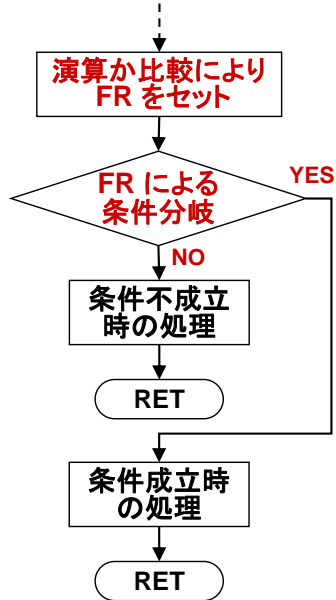 演算か比較により
FR をセット
FR による
条件分岐
YES
NO
条件不成立
時の処理
RET
条件成立時
の処理
RET